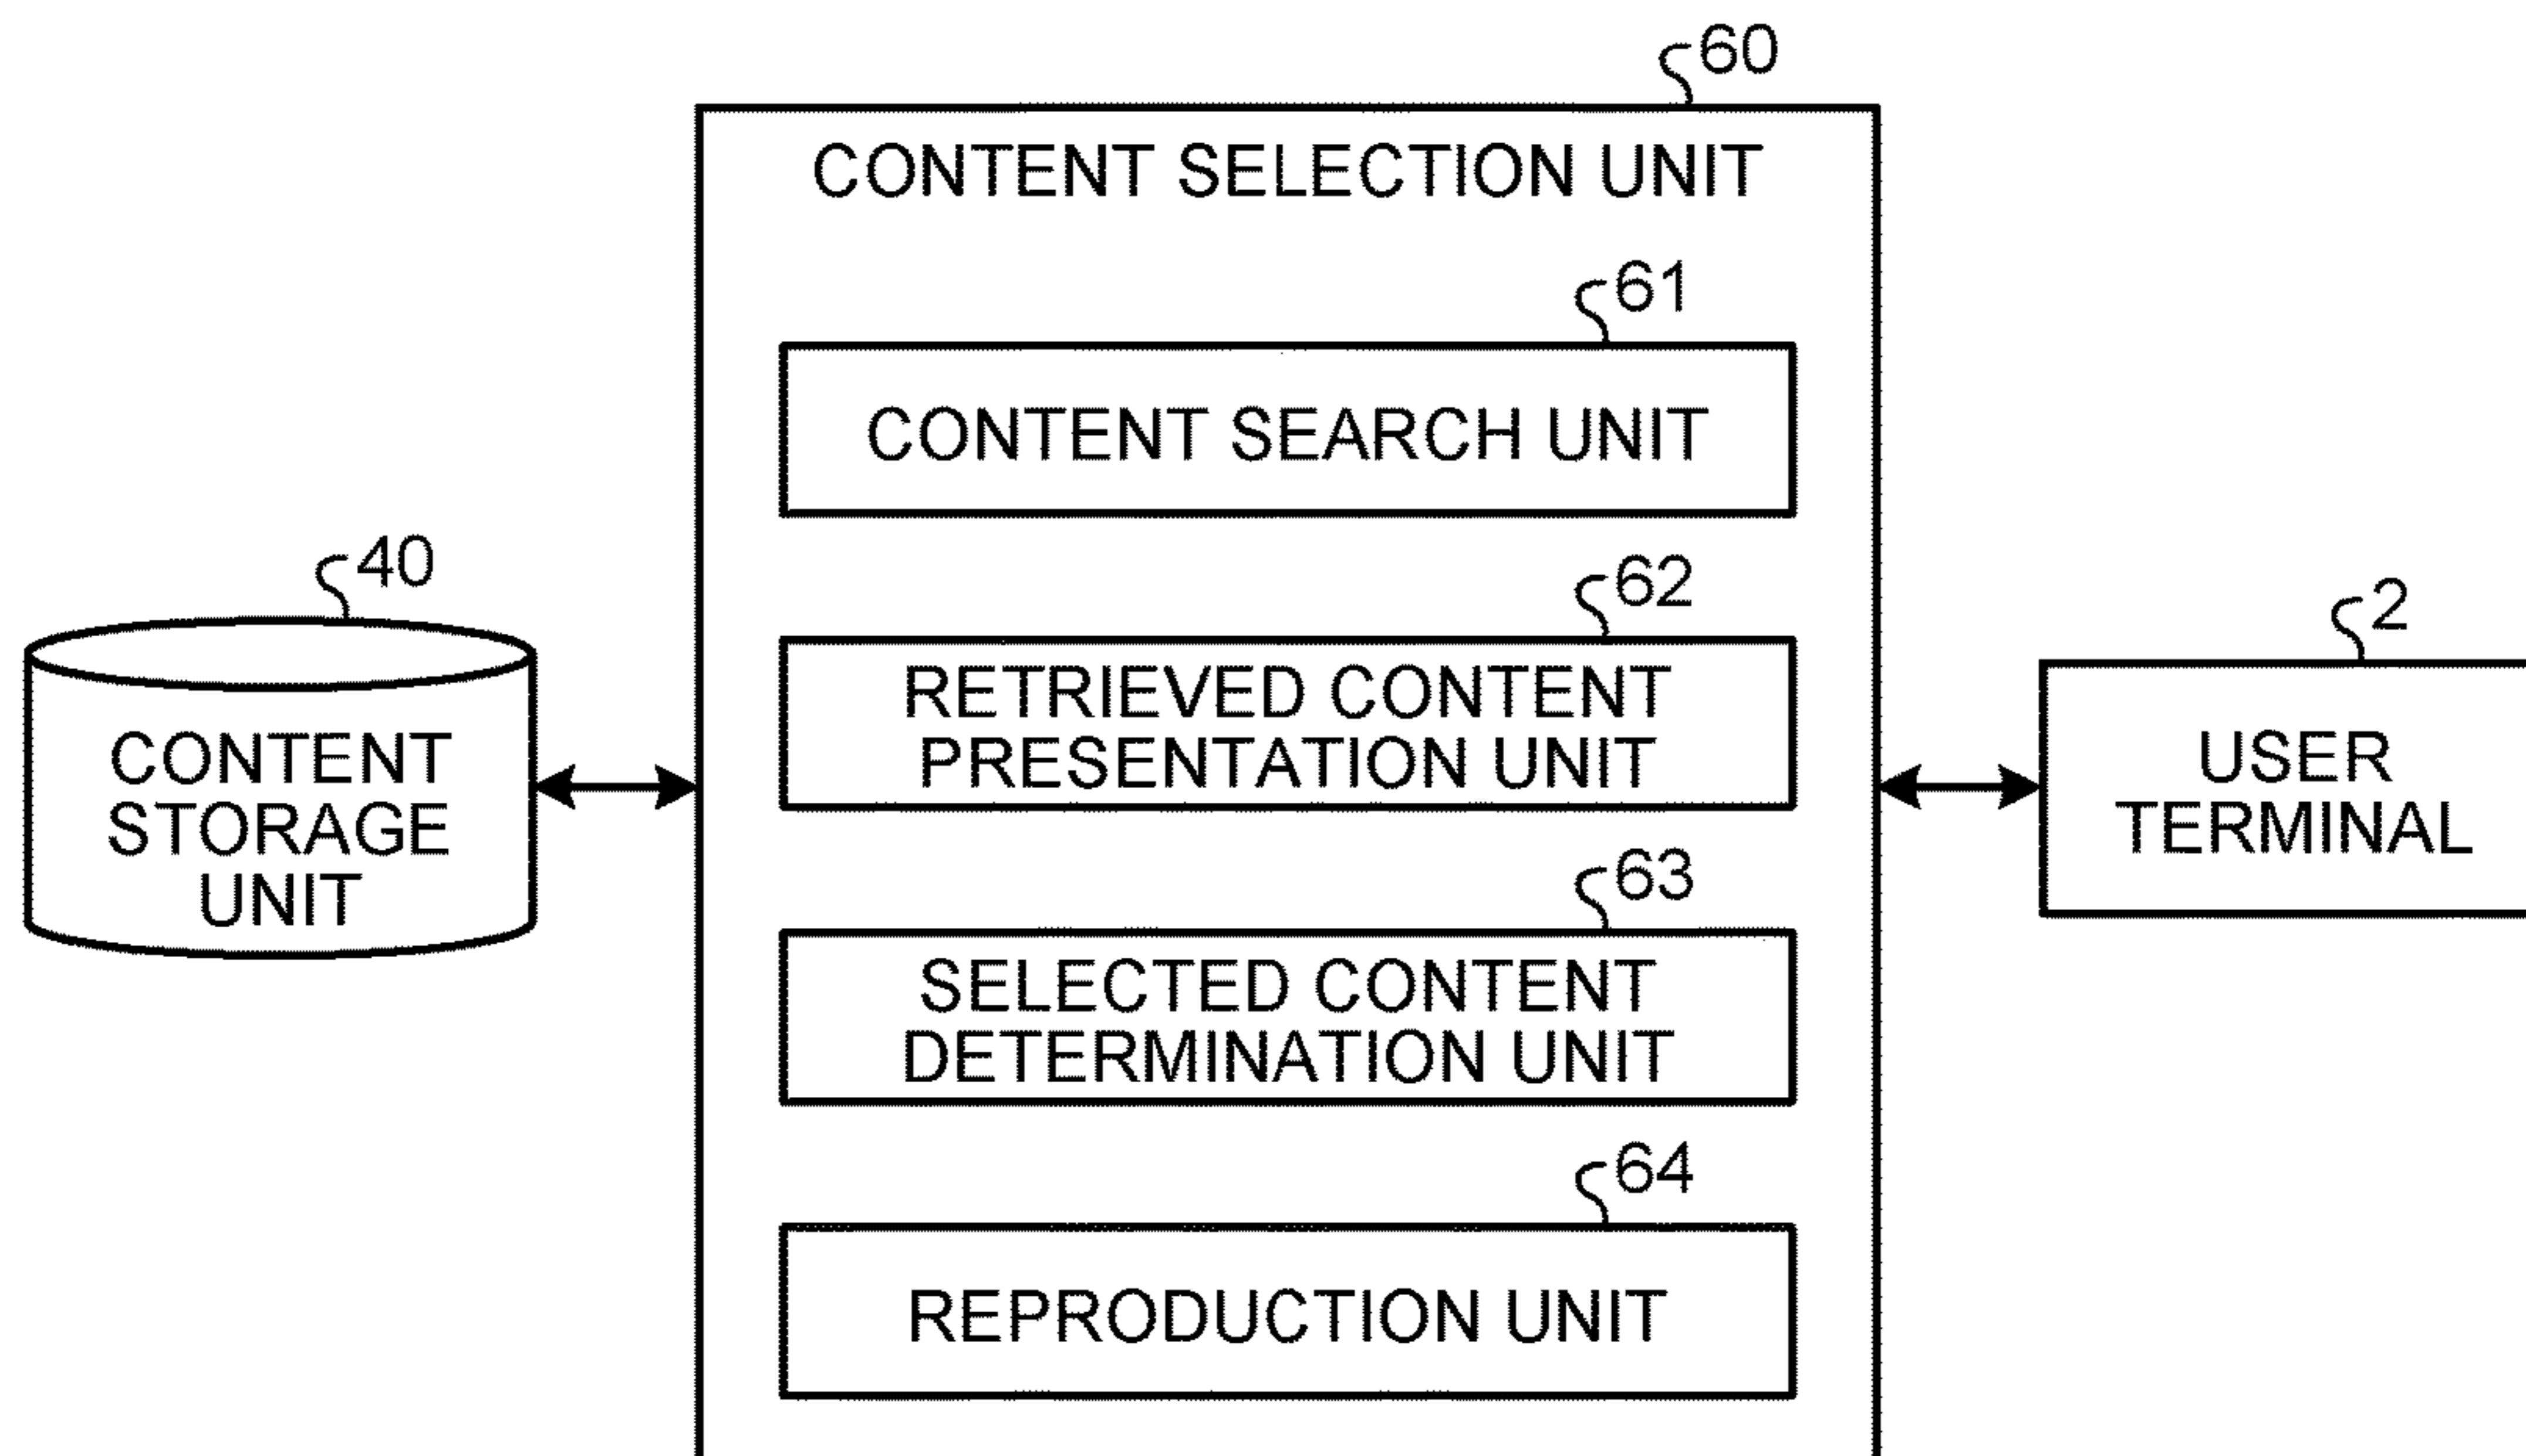 60
CONTENT SELECTION UNIT
61
CONTENT SEARCH UNIT
40
CONTENT
STORAGE
UNIT
62
RETRIEVED CONTENT
PRESENTATION UNIT
63
SELECTED CONTENT
DETERMINATION UNIT
64
REPRODUCTION UNIT
2
USER
TERMINAL